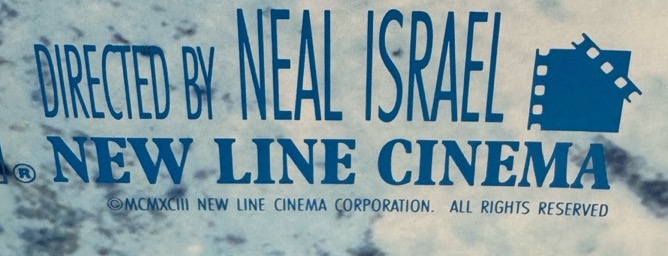 DIRECTED BY NEAL ISRAEL
® NEW LINE CINEMA
©MCMXCIII NEW LINE CINEMA CORPORATION. ALL RIGHTS RESERVED